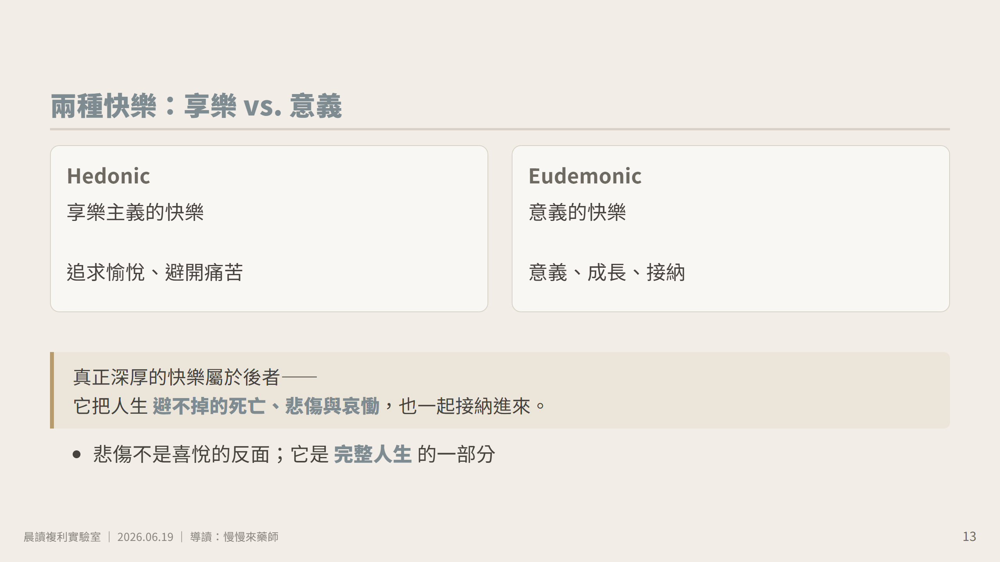 兩種快樂：享樂 vs. 意義
Hedonic
享樂主義的快樂
追求愉悅、避開痛苦
Eudemonic
意義的快樂
意義、成長、接納
真正深厚的快樂屬於後者——
它把人生 避不掉的死亡、悲傷與哀慟，也一起接納進來。
• 悲傷不是喜悅的反面；它是 完整人生 的一部分
晨讀複利實驗室｜2026.06.19｜導讀：慢慢來藥師
13